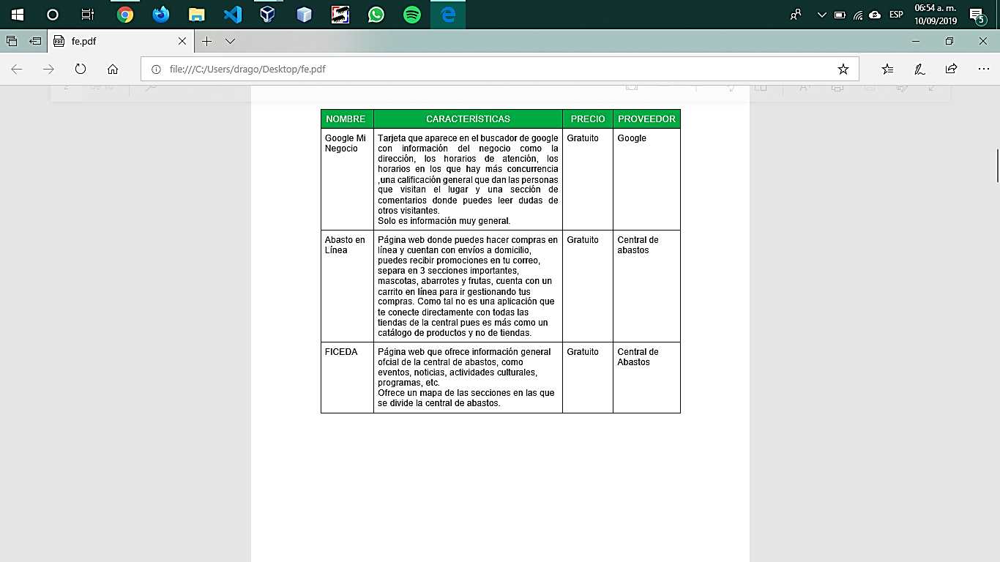 06:54 a. m.
ESP
10/09/2019
5
fe.pdf
file:///C:/Users/drago/Desktop/fe.pdf
2 de 10
NOMBRE CARACTERISTICAS PRECIO PROVEEDOR
Google Mi
Negocio
Tarjeta que aparece en el buscador de google
con información del negocio como la
dirección, los horarios de atención, los
horarios en los que hay más concurrencia
,una calificación general que dan las personas
que visitan el lugar y una sección de
comentarios donde puedes leer dudas de
otros visitantes.
Solo es información muy general.
Gratuito
Google
Abasto en
Línea
Página web donde puedes hacer compras en
línea y cuentan con envíos a domicilio,
puedes recibir promociones en tu correo,
separa en 3 secciones importantes,
mascotas, abarrotes y frutas, cuenta con un
carrito en línea para ir gestionando tus
compras. Como tal no es una aplicación que
te conecte directamente con todas las
tiendas de la central pues es más como un
catálogo de productos y no de tiendas.
Gratuito
Central de
abastos
FICEDA
Página web que ofrece información general
ofcial de la central de abastos, como
eventos, noticias, actividades culturales,
programas, etc.
Ofrece un mapa de las secciones en las que
se divide la central de abastos.
Gratuito
Central de
Abastos